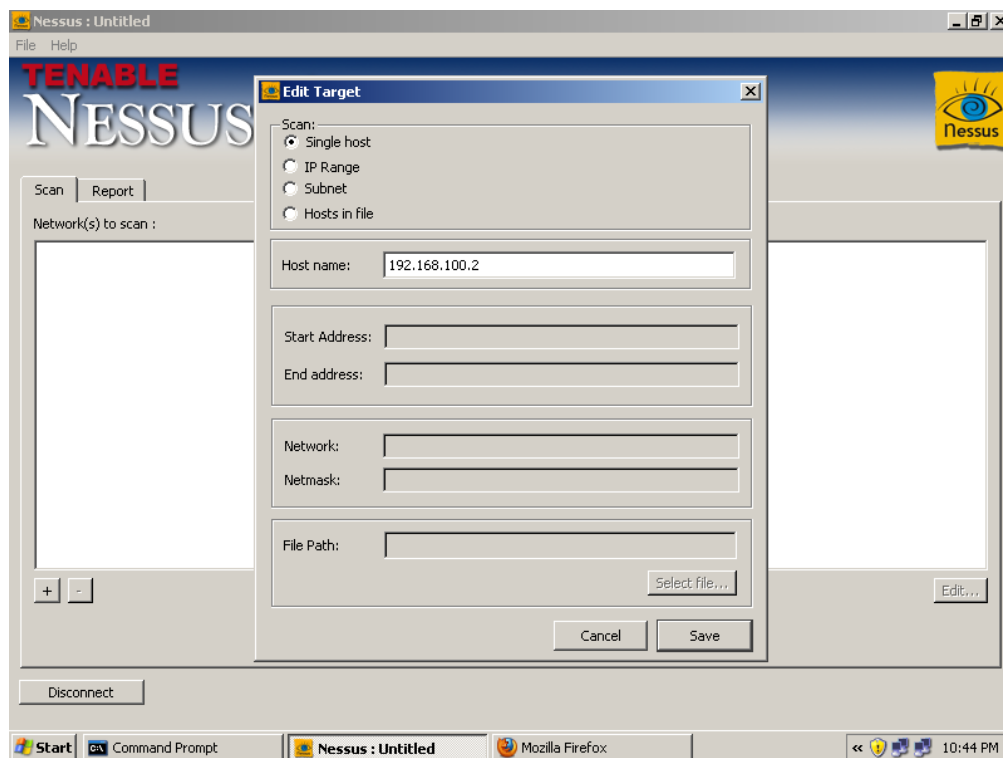 Nessus : Untitled
File Help
TENABLE
NESSUS
Nessus
Scan Report
Network(s) to scan :
+ -
Edit...
Disconnect
Edit Target
Scan:
Single host
IP Range
Subnet
Hosts in file
Host name: 192.168.100.2
Start Address:
End address:
Network:
Netmask:
File Path:
Select file...
Cancel Save
Start Command Prompt Nessus : Untitled Mozilla Firefox « 10:44 PM